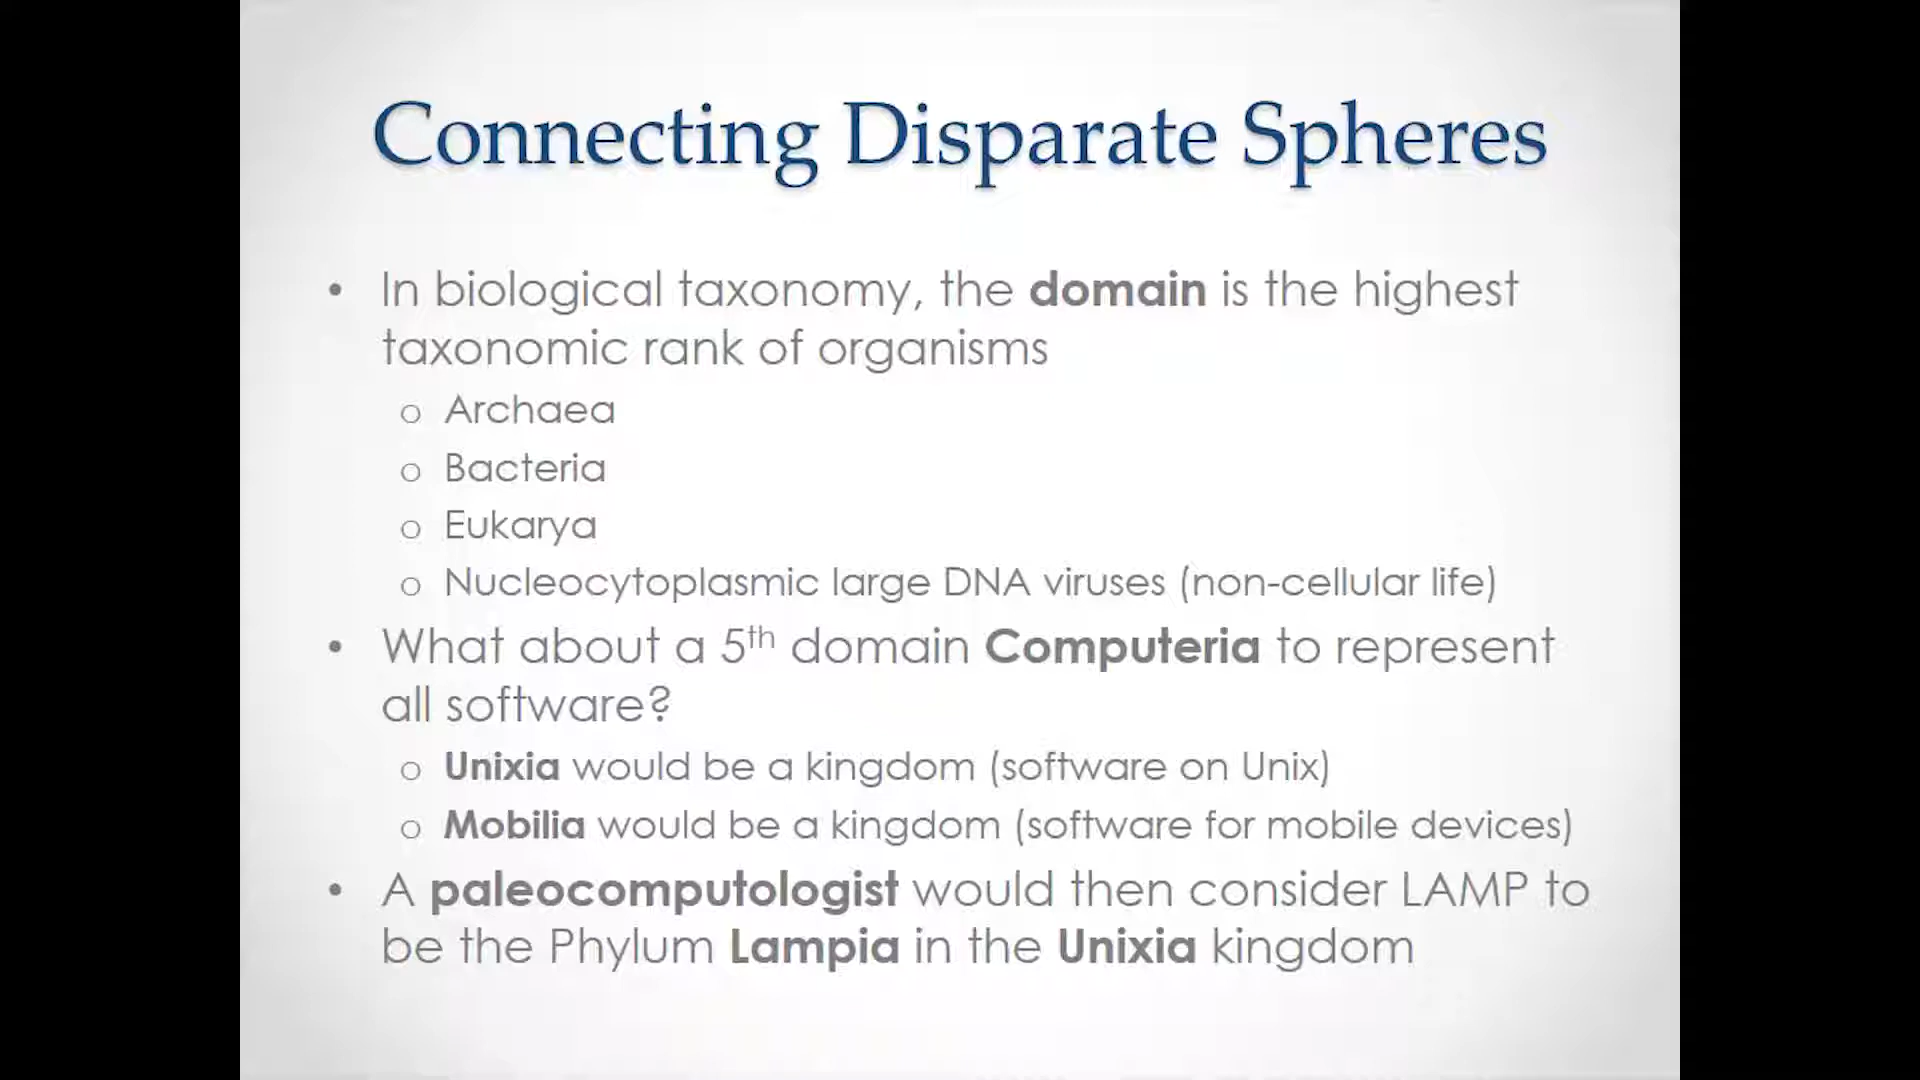 Connecting Disparate Spheres
• In biological taxonomy, the domain is the highest
taxonomic rank of organisms
o Archaea
o Bacteria
o Eukarya
o Nucleocytoplasmic large DNA viruses (non-cellular life)
• What about a 5th domain Computeria to represent
all software?
o Unixia would be a kingdom (software on Unix)
o Mobilia would be a kingdom (software for mobile devices)
• A paleocomputologist would then consider LAMP to
be the Phylum Lampia in the Unixia kingdom